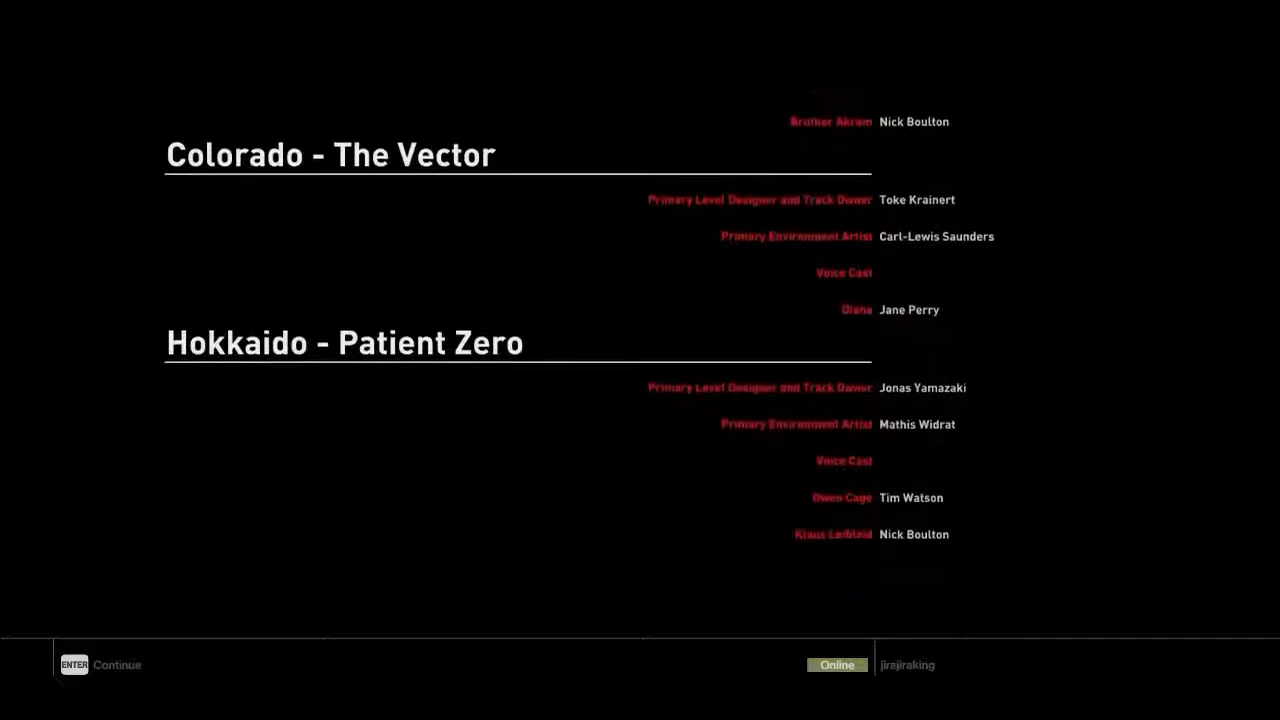 Brother Akram Nick Boulton
Colorado - The Vector
Primary Level Designer and Track Owner Toke Krainert
Primary Environment Artist Carl-Lewis Saunders
Voice Cast
Diana Jane Perry
Hokkaido - Patient Zero
Primary Level Designer and Track Owner Jonas Yamazaki
Primary Environment Artist Mathis Widrat
Voice Cast
Owen Cage Tim Watson
Klaus Leiblaid Nick Boulton
ENTER Continue
Online jirajiraking